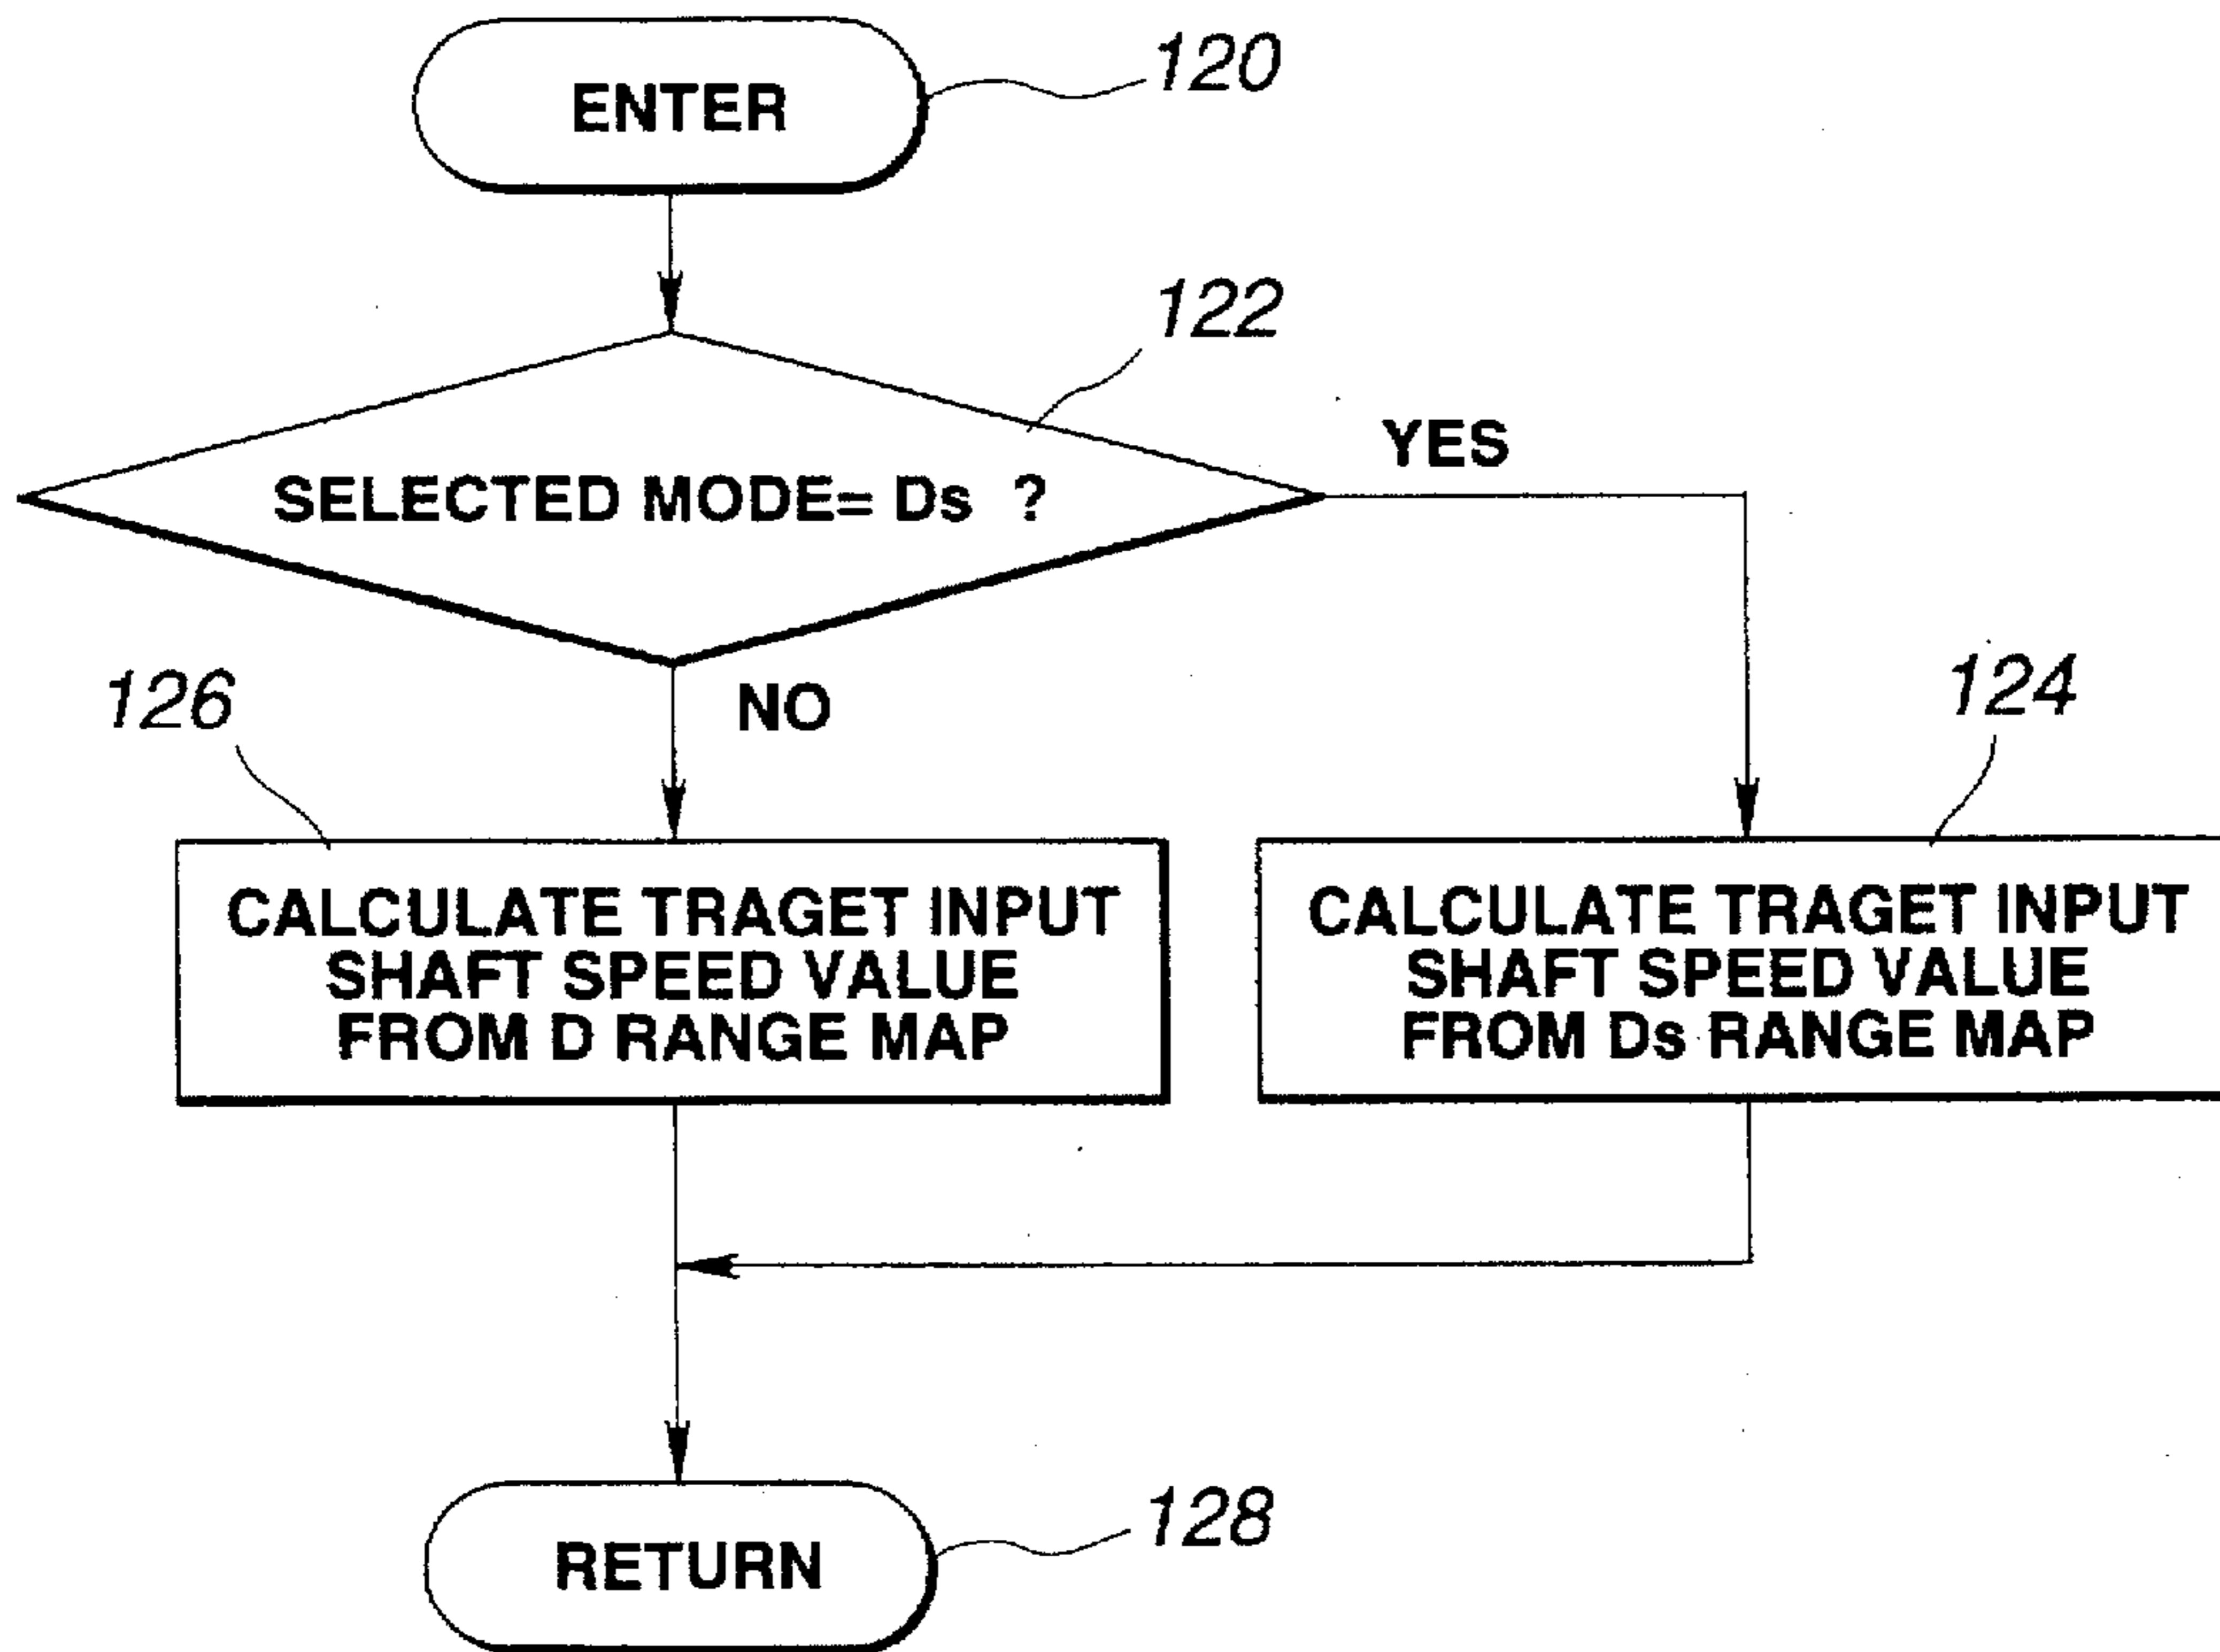 ENTER
120
122
SELECTED MODE= Ds ?
YES
NO
126
124
CALCULATE TRAGET INPUT
SHAFT SPEED VALUE
FROM D RANGE MAP
CALCULATE TRAGET INPUT
SHAFT SPEED VALUE
FROM Ds RANGE MAP
RETURN
128